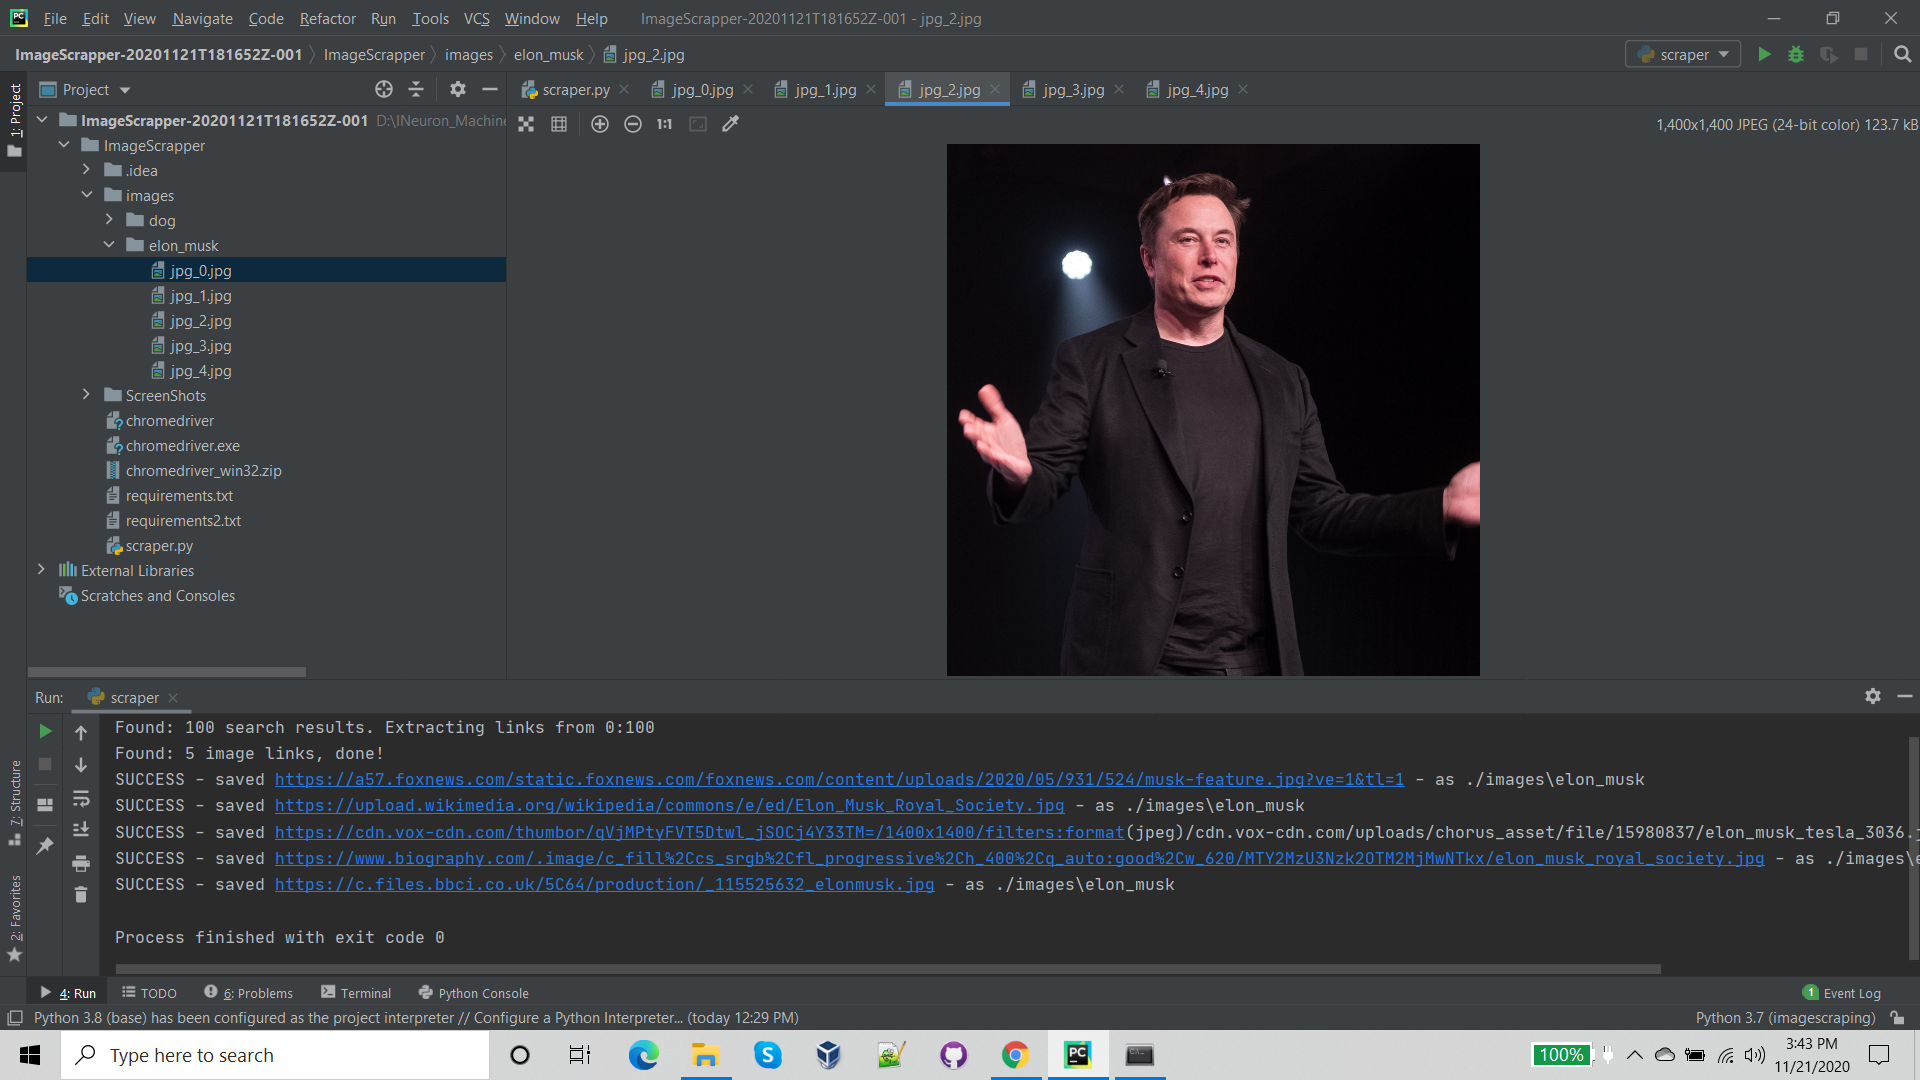 File Edit View Navigate Code Refactor Run Tools VCS Window Help ImageScrapper-20201121T181652Z-001 - jpg_2.jpg
ImageScrapper-20201121T181652Z-001 ImageScrapper images elon_musk jpg_2.jpg scraper
1: Project
Project
scraper.py jpg_0.jpg jpg_1.jpg jpg_2.jpg jpg_3.jpg jpg_4.jpg
1:1 1,400x1,400 JPEG (24-bit color) 123.7 kB
ImageScrapper-20201121T181652Z-001 D:\INeuron_Machine
ImageScrapper
.idea
images
dog
elon_musk
jpg_0.jpg
jpg_1.jpg
jpg_2.jpg
jpg_3.jpg
jpg_4.jpg
ScreenShots
chromedriver
chromedriver.exe
chromedriver_win32.zip
requirements.txt
requirements2.txt
scraper.py
External Libraries
Scratches and Consoles
Run: scraper
Found: 100 search results. Extracting links from 0:100
Found: 5 image links, done!
SUCCESS - saved https://a57.foxnews.com/static.foxnews.com/foxnews.com/content/uploads/2020/05/931/524/musk-feature.jpg?ve=1&tl=1 - as ./images\elon_musk
SUCCESS - saved https://upload.wikimedia.org/wikipedia/commons/e/ed/Elon_Musk_Royal_Society.jpg - as ./images\elon_musk
SUCCESS - saved https://cdn.vox-cdn.com/thumbor/qVjMPtyFVT5Dtwl_jSOCj4Y33TM=/1400x1400/filters:format(jpeg)/cdn.vox-cdn.com/uploads/chorus_asset/file/15980837/elon_musk_tesla_3036.
SUCCESS - saved https://www.biography.com/.image/c_fill%2Ccs_srgb%2Cfl_progressive%2Ch_400%2Cq_auto:good%2Cw_620/MTY2MzU3Nzk2OTM2MjMwNTkx/elon_musk_royal_society.jpg - as ./images\e
SUCCESS - saved https://c.files.bbci.co.uk/5C64/production/_115525632_elonmusk.jpg - as ./images\elon_musk
Process finished with exit code 0
7: Structure
2: Favorites
4: Run TODO 6: Problems Terminal Python Console 1 Event Log
Python 3.8 (base) has been configured as the project interpreter // Configure a Python Interpreter... (today 12:29 PM) Python 3.7 (imagescraping)
Type here to search PC 100% 3:43 PM
11/21/2020